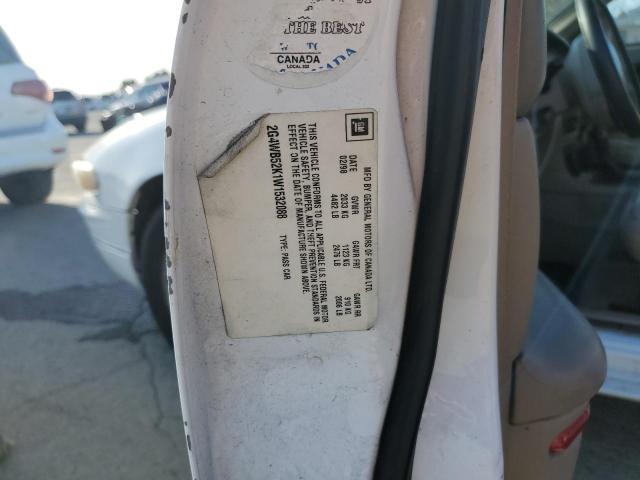 THE BEST
CANADA
LOCAL 222
GM
MFD BY GENERAL MOTORS OF CANADA LTD.
DATE GVWR GAWR FRT GAWR RR
02/98 2033 KG 1123 KG 910 KG
4482 LB 2476 LB 2006 LB
THIS VEHICLE CONFORMS TO ALL APPLICABLE U.S. FEDERAL MOTOR
VEHICLE SAFETY, BUMPER, AND THEFT PREVENTION STANDARDS IN
EFFECT ON THE DATE OF MANUFACTURE SHOWN ABOVE.
2G4WB52K1W1532088 TYPE: PASS CAR